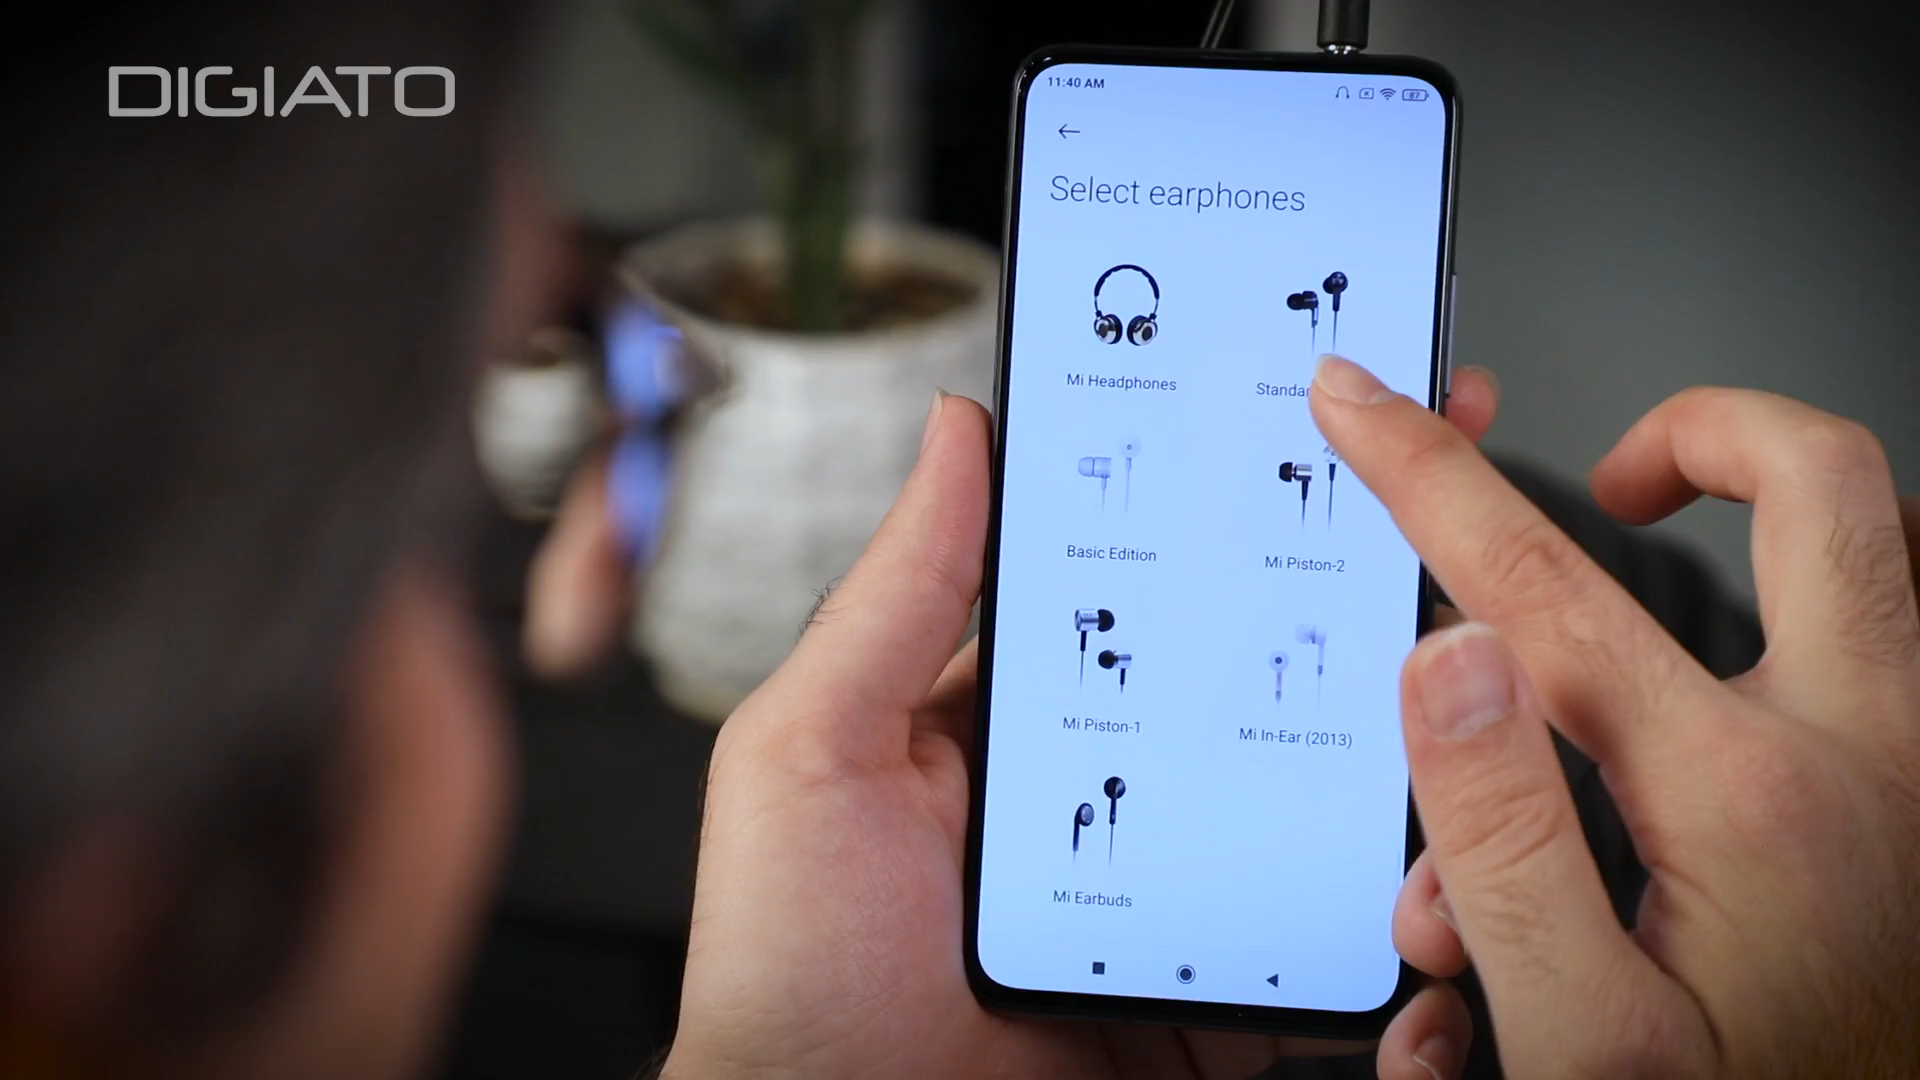 DIGIATO
11:40 AM
87
Select earphones
Mi Headphones
Basic Edition
Mi Piston-2
Mi Piston-1
Mi In-Ear (2013)
Mi Earbuds